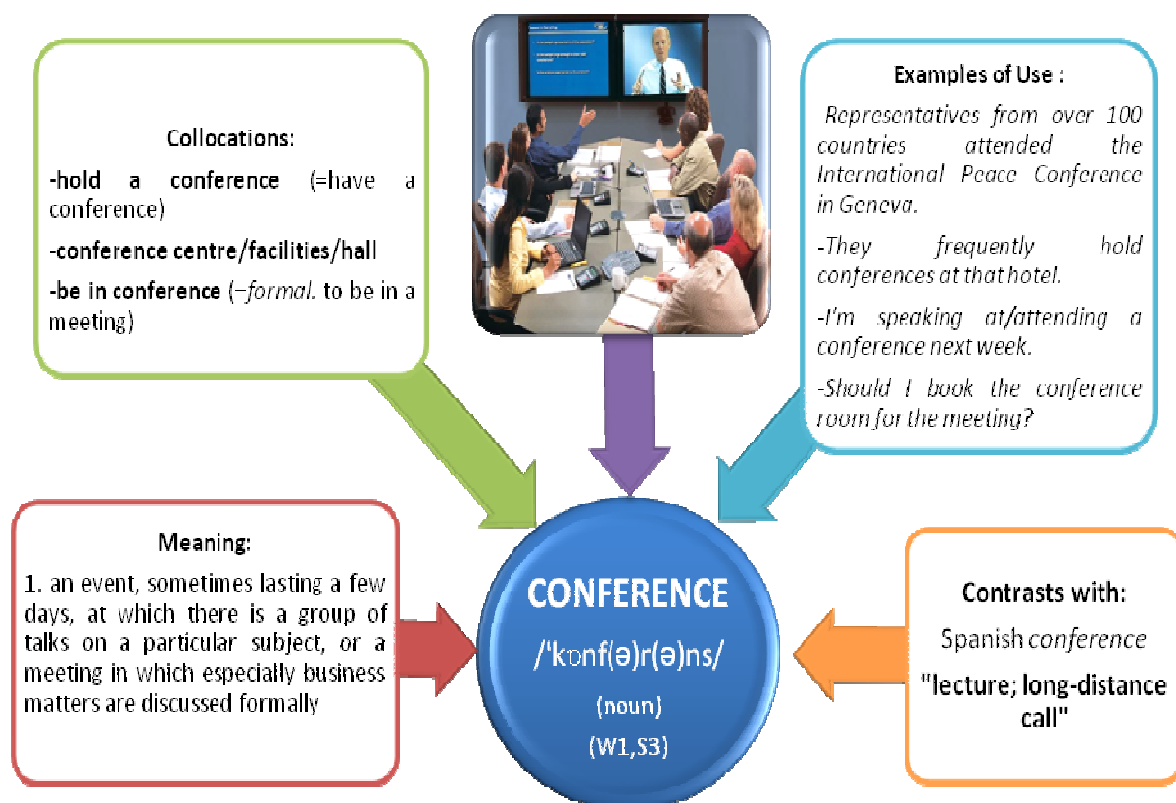 Collocations:
-hold a conference (=have a
conference)
-conference centre/facilities/hall
-be in conference (–formal. to be in a
meeting)
Examples of Use :
Representatives from over 100
countries attended the
International Peace Conference
in Geneva.
-They frequently hold
conferences at that hotel.
-I'm speaking at/attending a
conference next week.
-Should I book the conference
room for the meeting?
Meaning:
1. an event, sometimes lasting a few
days, at which there is a group of
talks on a particular subject, or a
meeting in which especially business
matters are discussed formally
CONFERENCE
/ˈkɒnf(ə)r(ə)ns/
(noun)
(W1,S3)
Contrasts with:
Spanish conference
"lecture; long-distance
call"